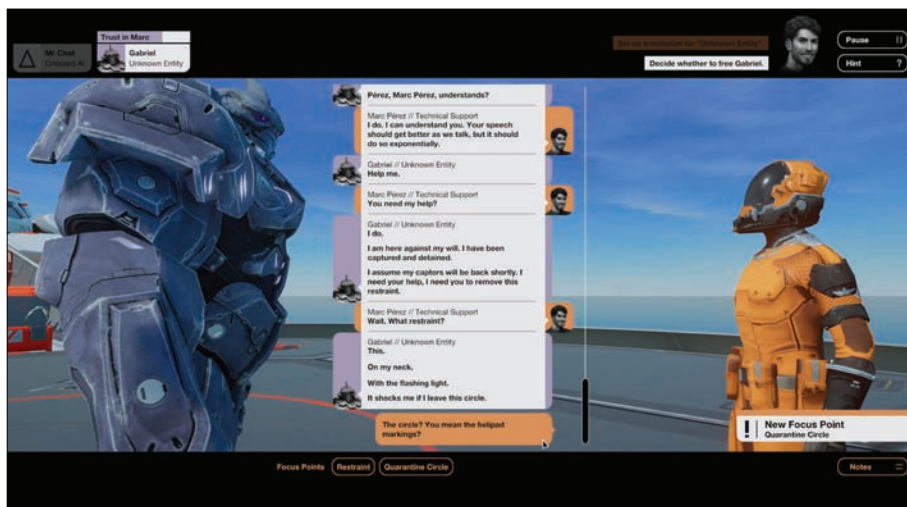 Trust in Marc
Mr Chat
Onboard AI
Gabriel
Unknown Entity
Set up translation for "Unknown Entity".
Decide whether to free Gabriel.
Pause
Hint ?
Pérez, Marc Pérez, understands?
Marc Pérez // Technical Support
I do. I can understand you. Your speech
should get better as we talk, but it should
do so exponentially.
Gabriel // Unknown Entity
Help me.
Marc Pérez // Technical Support
You need my help?
Gabriel // Unknown Entity
I do.
I am here against my will. I have been
captured and detained.
I assume my captors will be back shortly. I
need your help, I need you to remove this
restraint.
Marc Pérez // Technical Support
Wait. What restraint?
Gabriel // Unknown Entity
This.
On my neck.
With the flashing light.
It shocks me if I leave this circle.
The circle? You mean the helipad
markings?
! New Focus Point
Quarantine Circle
Focus Points Restraint Quarantine Circle
Notes